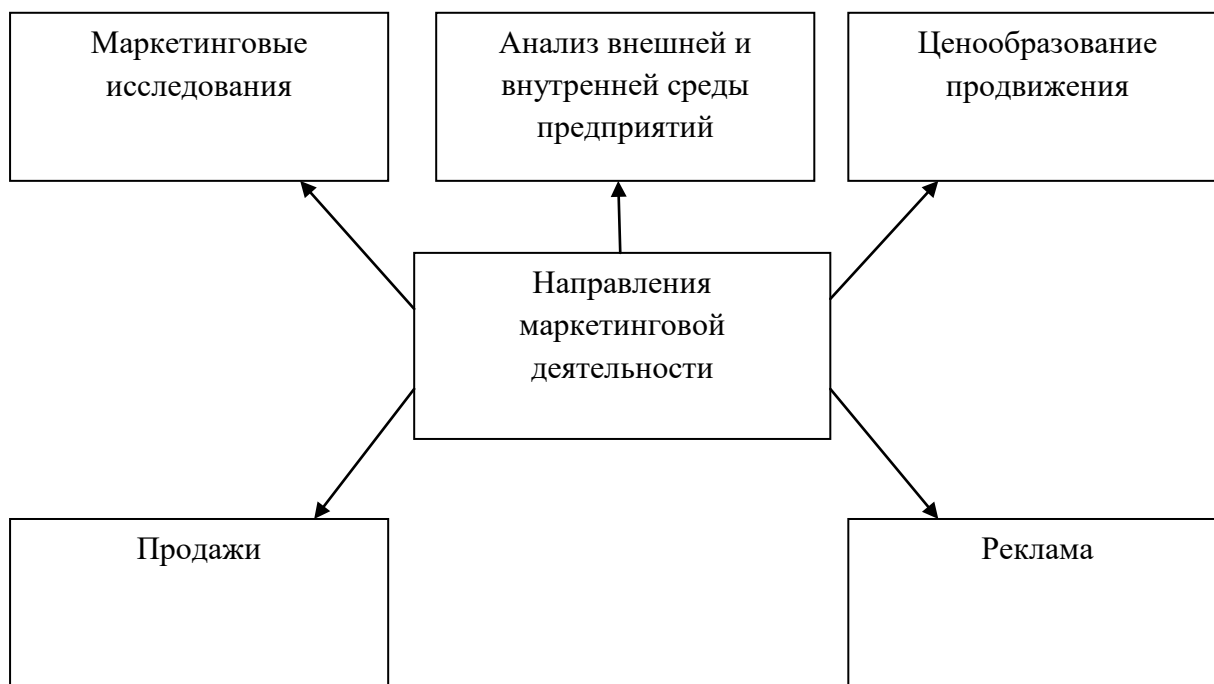 Маркетинговые
исследования
Анализ внешней и
внутренней среды
предприятий
Ценообразование
продвижения
Направления
маркетинговой
деятельности
Продажи
Реклама